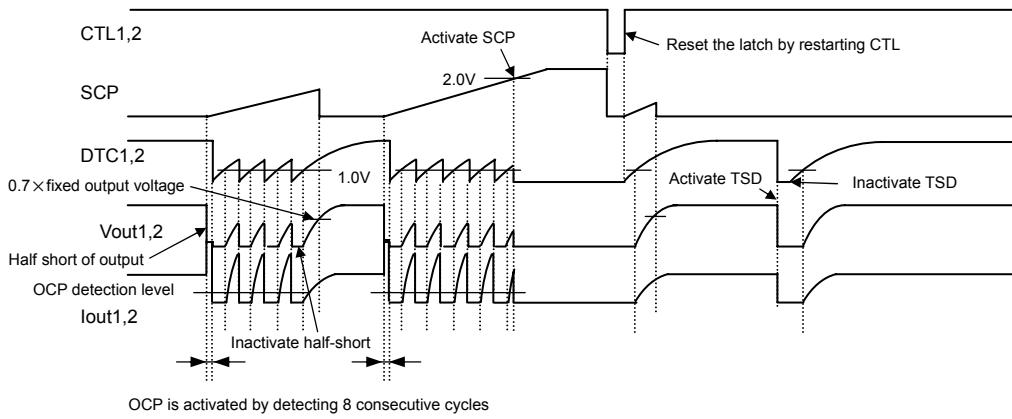 CTL1,2
Activate SCP
Reset the latch by restarting CTL
2.0V
SCP
DTC1,2
1.0V
0.7×fixed output voltage
Activate TSD
Inactivate TSD
Vout1,2
Half short of output
OCP detection level
Iout1,2
Inactivate half-short
OCP is activated by detecting 8 consecutive cycles